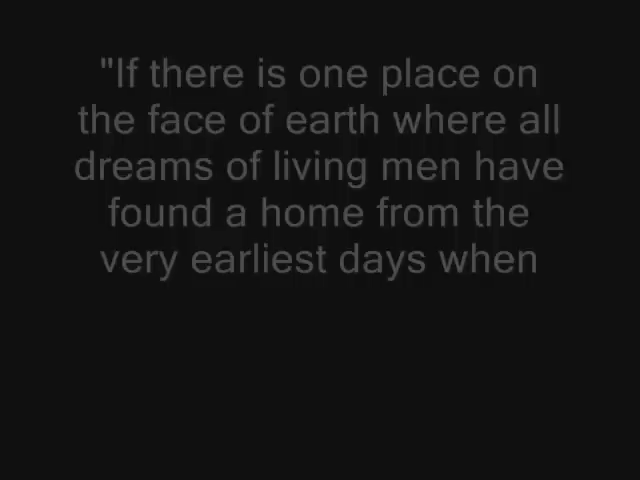 "If there is one place on
the face of earth where all
dreams of living men have
found a home from the
very earliest days when